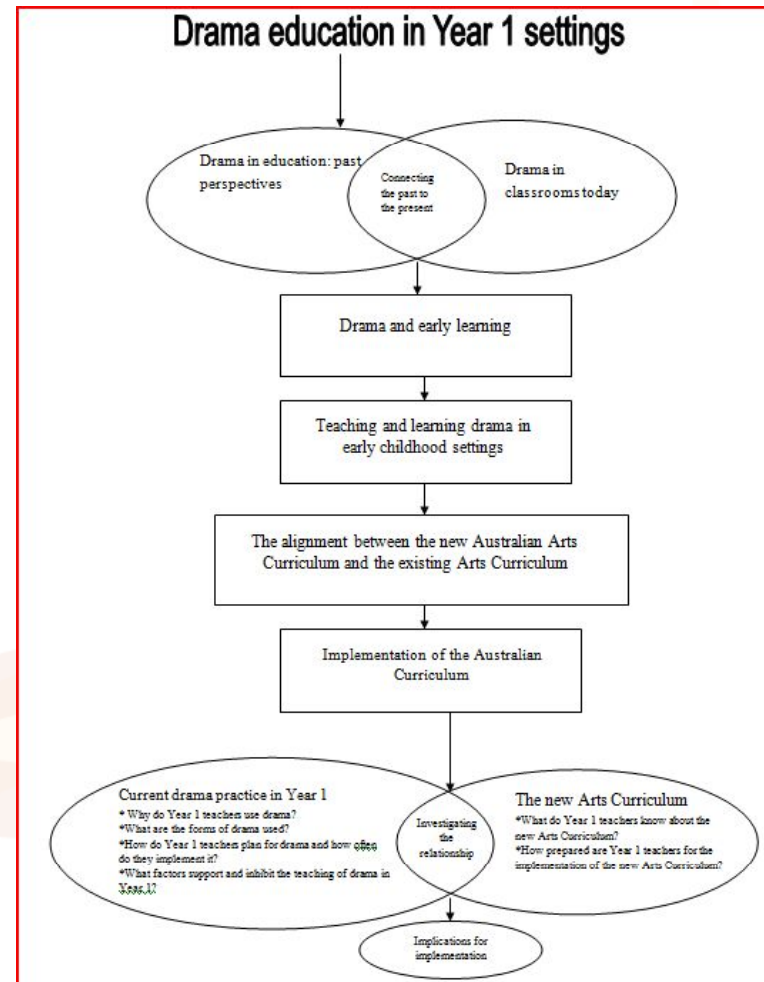 Drama education in Year 1 settings
Drama in education: past
perspectives
Connecting
the past to
the present
Drama in
classrooms today
Drama and early learning
Teaching and learning drama in
early childhood settings
The alignment between the new Australian Arts
Curriculum and the existing Arts Curriculum
Implementation of the Australian
Curriculum
Current drama practice in Year 1
* Why do Year 1 teachers use drama?
*What are the forms of drama used?
*How do Year 1 teachers plan for drama and how often
do they implement it?
*What factors support and inhibit the teaching of drama in
Year 1?
Investigating
the
relationship
The new Arts Curriculum
*What do Year 1 teachers know about the
new Arts Curriculum?
*How prepared are Year 1 teachers for the
implementation of the new Arts Curriculum?
Implications for
implementation